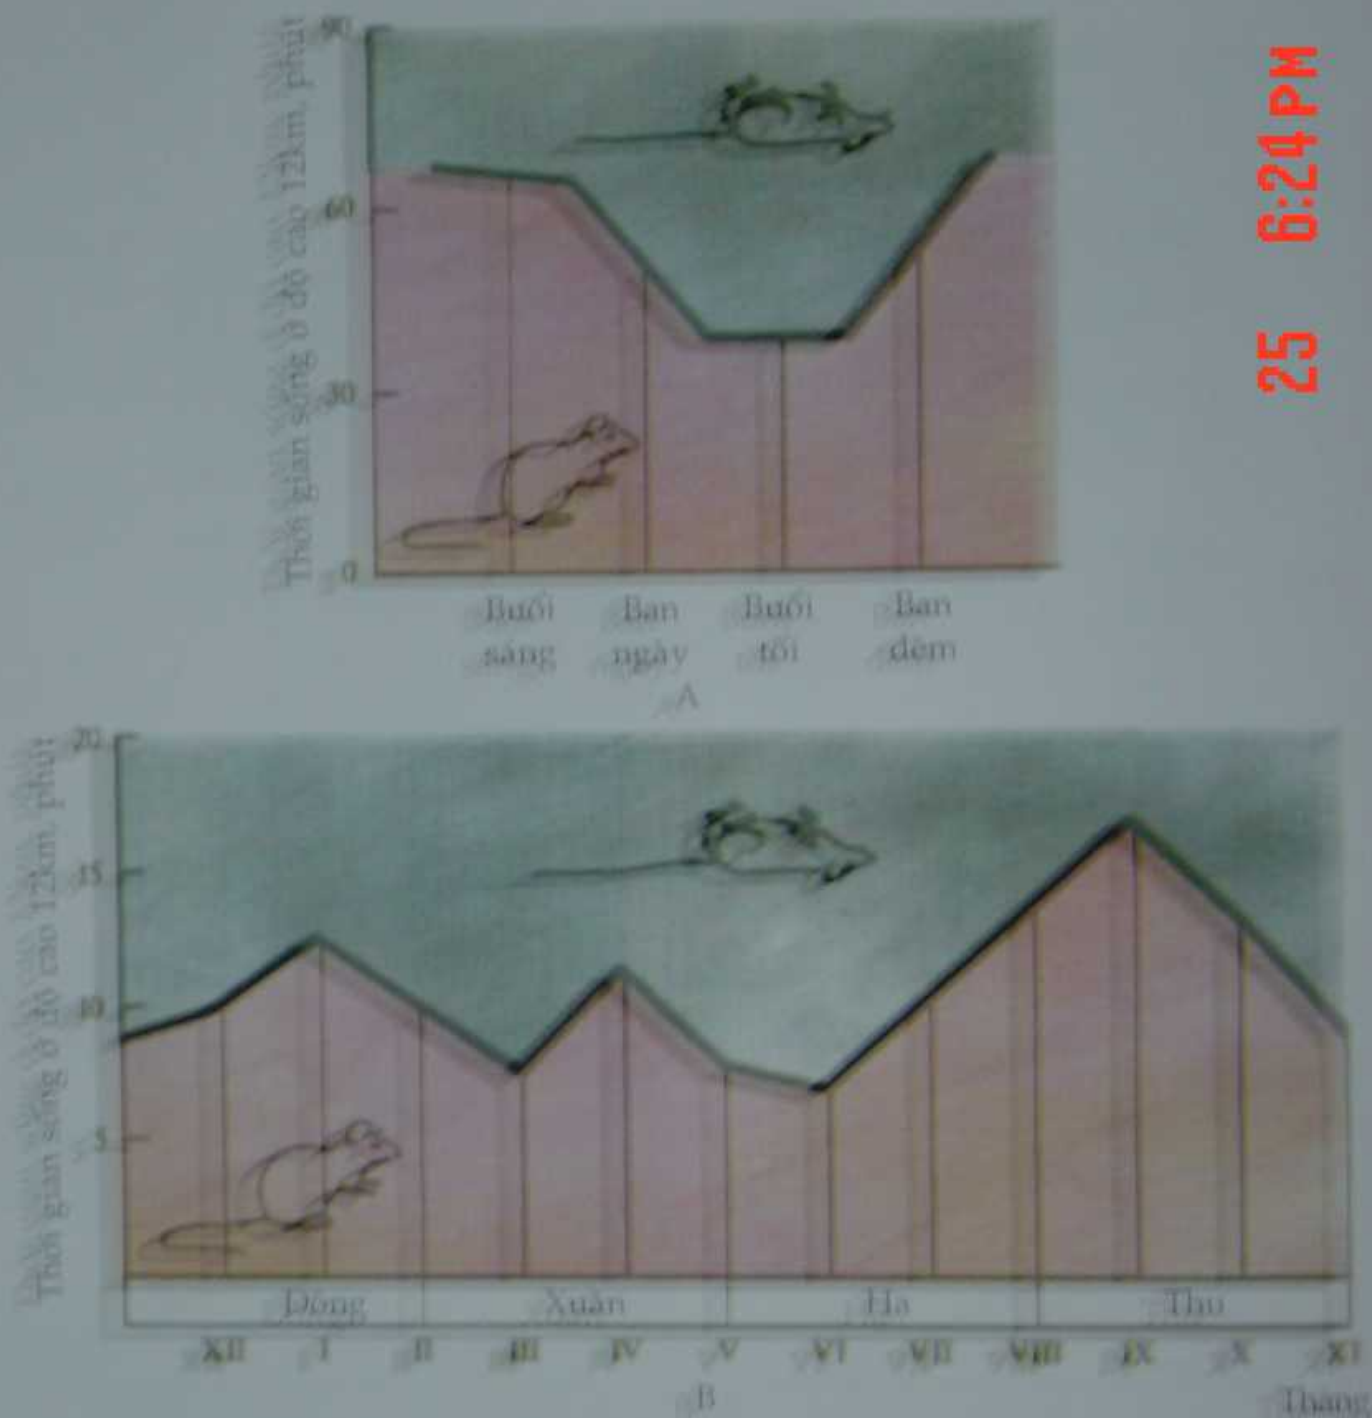 Thời gian sống ở độ cao 12km, phút
90
60
30
0
Buổi sáng
Ban ngày
Buổi tối
Ban đêm
A
Thời gian sống ở độ cao 12km, phút
20
15
10
5
Đông Xuân Hạ Thu
XII I II III IV V VI VII VIII IX X XI
B
Tháng
25 6:24 PM